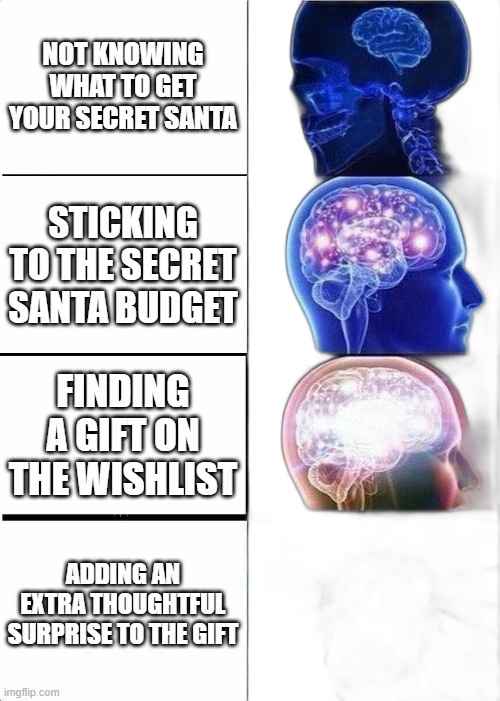 NOT KNOWING
WHAT TO GET
YOUR SECRET SANTA
STICKING
TO THE SECRET
SANTA BUDGET
FINDING
A GIFT ON
THE WISHLIST
ADDING AN
EXTRA THOUGHTFUL
SURPRISE TO THE GIFT
imgflip.com